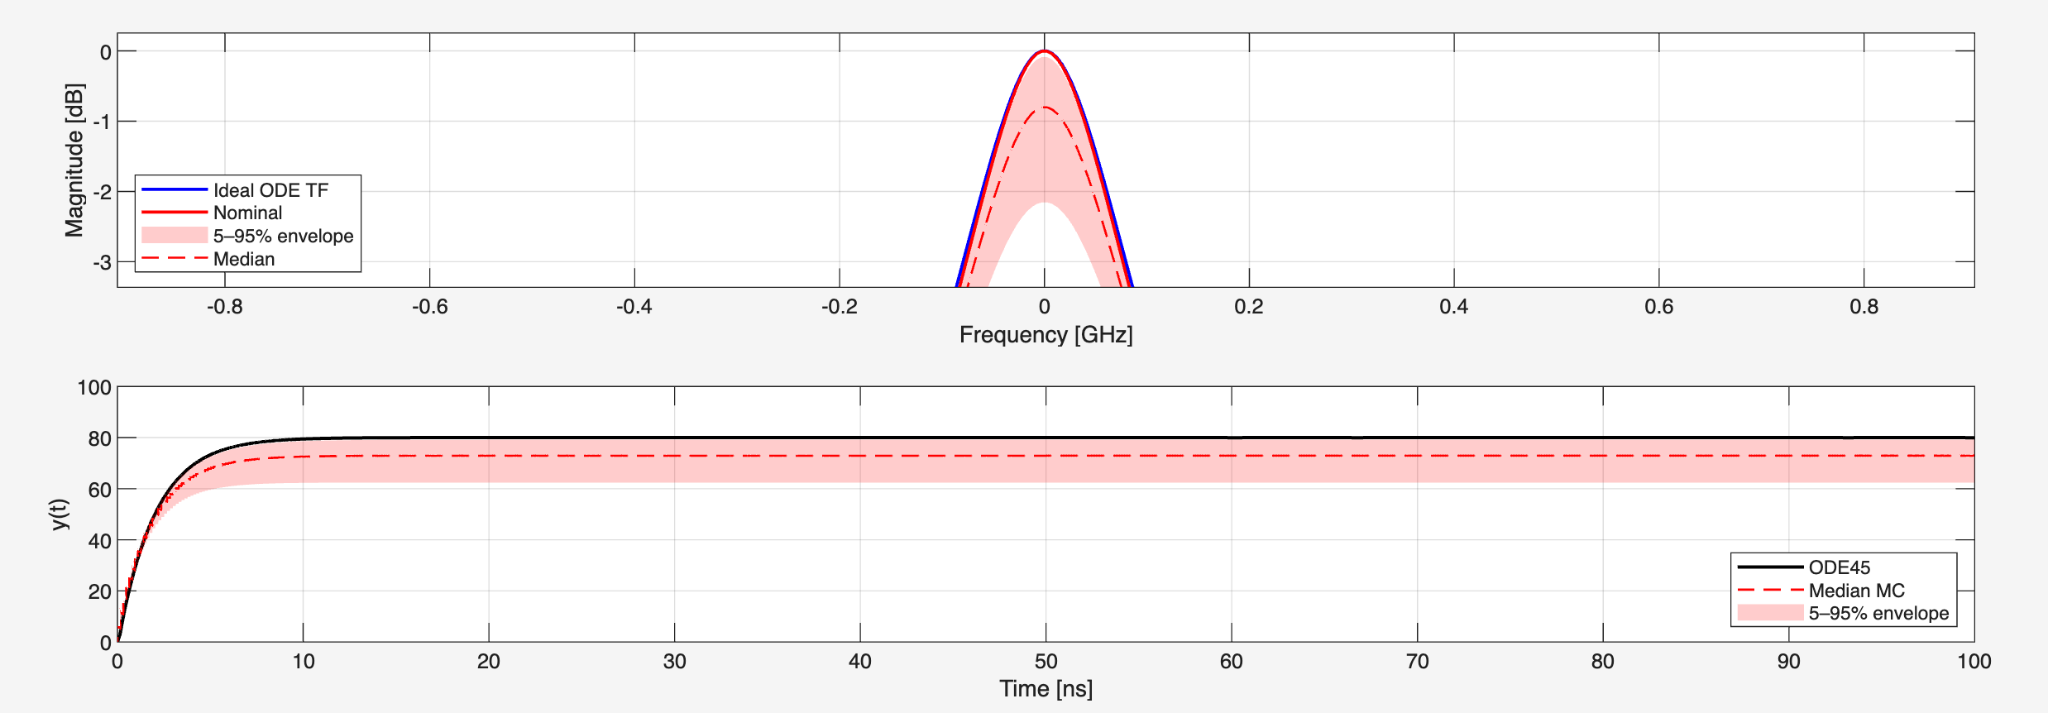 0
-1
-2
-3
Magnitude [dB]
Ideal ODE TF
Nominal
5–95% envelope
Median
-0.8 -0.6 -0.4 -0.2 0 0.2 0.4 0.6 0.8
Frequency [GHz]
100
80
60
40
20
0
y(t)
ODE45
Median MC
5–95% envelope
0 10 20 30 40 50 60 70 80 90 100
Time [ns]